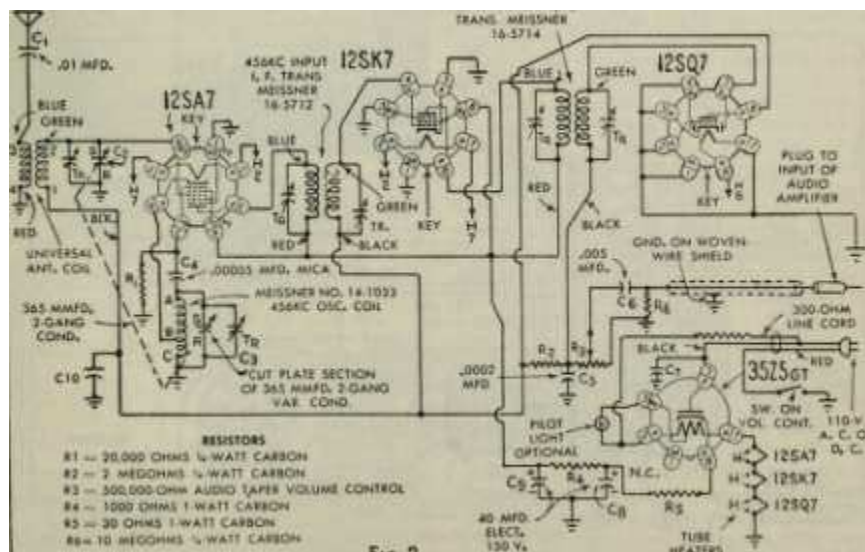 TRANS. MEISSNER
16-5714
C1
.01 MFD.
456KC INPUT
I. F. TRANS
MEISSNER
16-5712
12SK7
BLUE
GREEN
12SQ7
BLUE
GREEN
12SA7
KEY
BLUE
PLUG TO
INPUT OF
AUDIO
AMPLIFIER
RED
UNIVERSAL
ANT. COIL
BLK.
H7
RED
BLACK
GREEN
KEY
H7
RED
BLACK
KEY
C4
.00005 MFD. MICA
R1
MEISSNER NO. 14-1033
456KC OSC. COIL
.005
MFD.
C6
GND. ON WOVEN-
WIRE SHIELD
R6
365 MMFD.
2-GANG
COND.
A
B
C
TR
C3
300-OHM
LINE CORD
BLACK
RED
C10
CUT PLATE SECTION
OF 365 MMFD. 2-GANG
VAR. COND.
R2
R3
.0002
MFD
C5
C7
35Z5GT
SW. ON
VOL. CONT.
110-V
A. C. O
D. C.
PILOT
LIGHT
OPTIONAL
N.C.
RESISTORS
R1 — 20,000 OHMS ¼-WATT CARBON
R2 — 2 MEGOHMS ¼-WATT CARBON
R3 — 500,000-OHM AUDIO TAPER VOLUME CONTROL
R4 — 1000 OHMS 1-WATT CARBON
R5 — 30 OHMS 1-WATT CARBON
R6 — 10 MEGOHMS ¼-WATT CARBON
C9
R4
C8
R5
40 MFD.
ELECT.
150 V.
H
12SA7
H
12SK7
H
12SQ7
TUBE
HEATERS